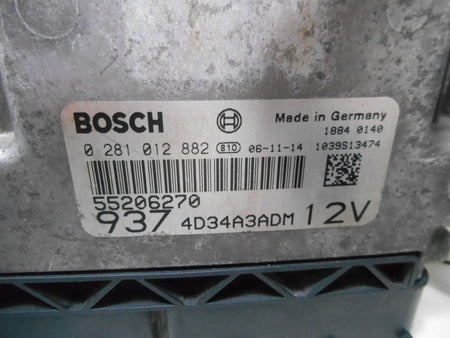 BOSCH Made in Germany
1884 0140
0 281 012 882 810 06-11-14 1039S13474
55206270
937 4D34A3ADM 12V